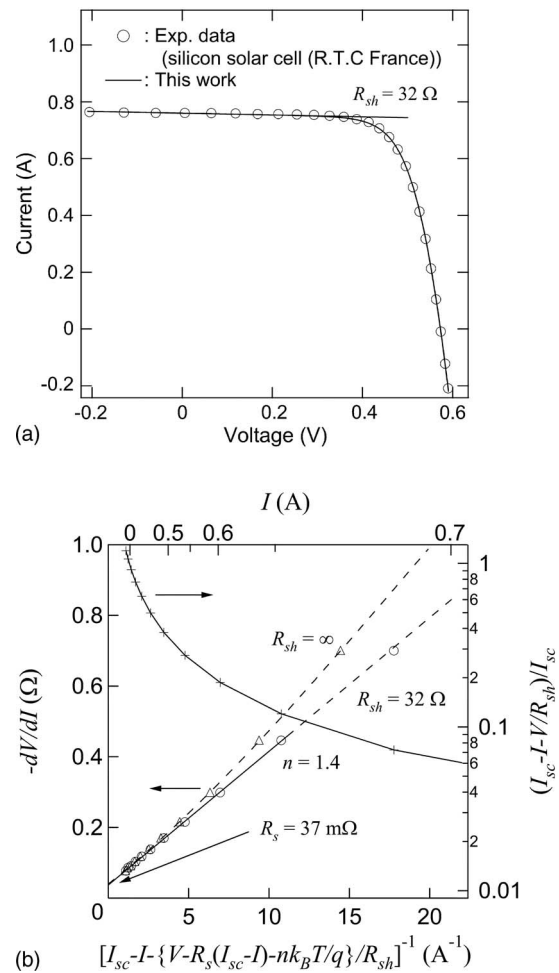 ○ : Exp. data
(silicon solar cell (R.T.C France))
— : This work
R_sh = 32 Ω
Current (A)
1.0
0.8
0.6
0.4
0.2
0
-0.2
-0.2 0 0.2 0.4 0.6
Voltage (V)
(a)
I (A)
0 0.5 0.6 0.7
1.0
0.8
0.6
0.4
0.2
0
-dV/dI (Ω)
R_sh = ∞
R_sh = 32 Ω
n = 1.4
R_s = 37 mΩ
1
8
6
4
2
0.1
8
6
4
2
0.01
(I_sc-I-V/R_sh)/I_sc
0 5 10 15 20
[I_sc-I-{V-R_s(I_sc-I)-nk_BT/q}/R_sh]^-1 (A^-1)
(b)